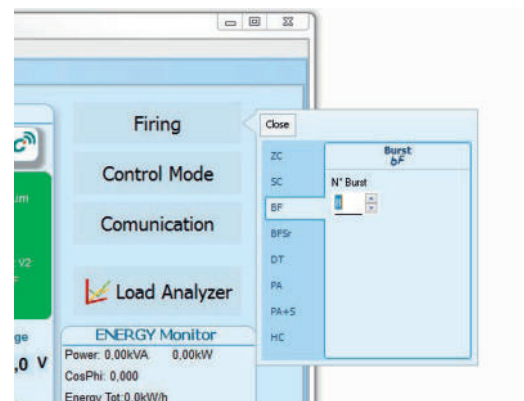 Firing
Control Mode
Comunication
Load Analyzer
ENERGY Monitor
Power: 0,00kVA 0,00kW
CosPhi: 0,000
Energy Tot:0,0kW/h
,0 V
Close
ZC
SC
BF
BFSr
DT
PA
PA+S
HC
Burst
bF
N° Burst